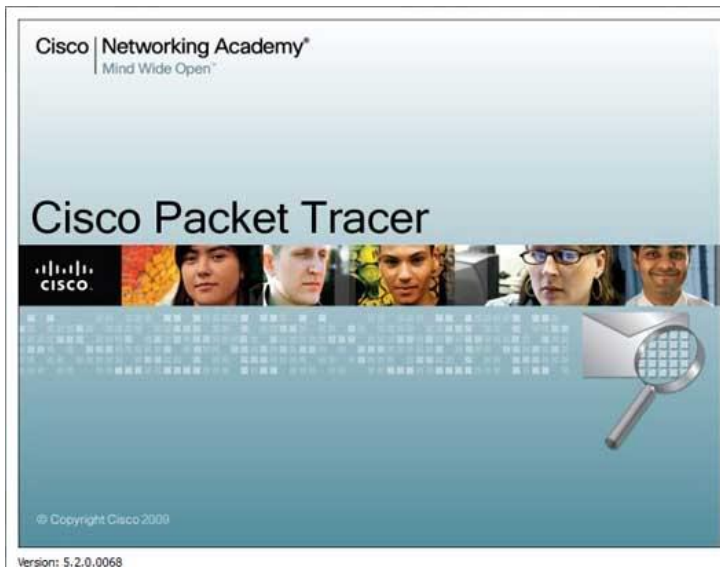 Cisco | Networking Academy®
Mind Wide Open™
Cisco Packet Tracer
CISCO
© Copyright Cisco 2009
Version: 5.2.0.0068